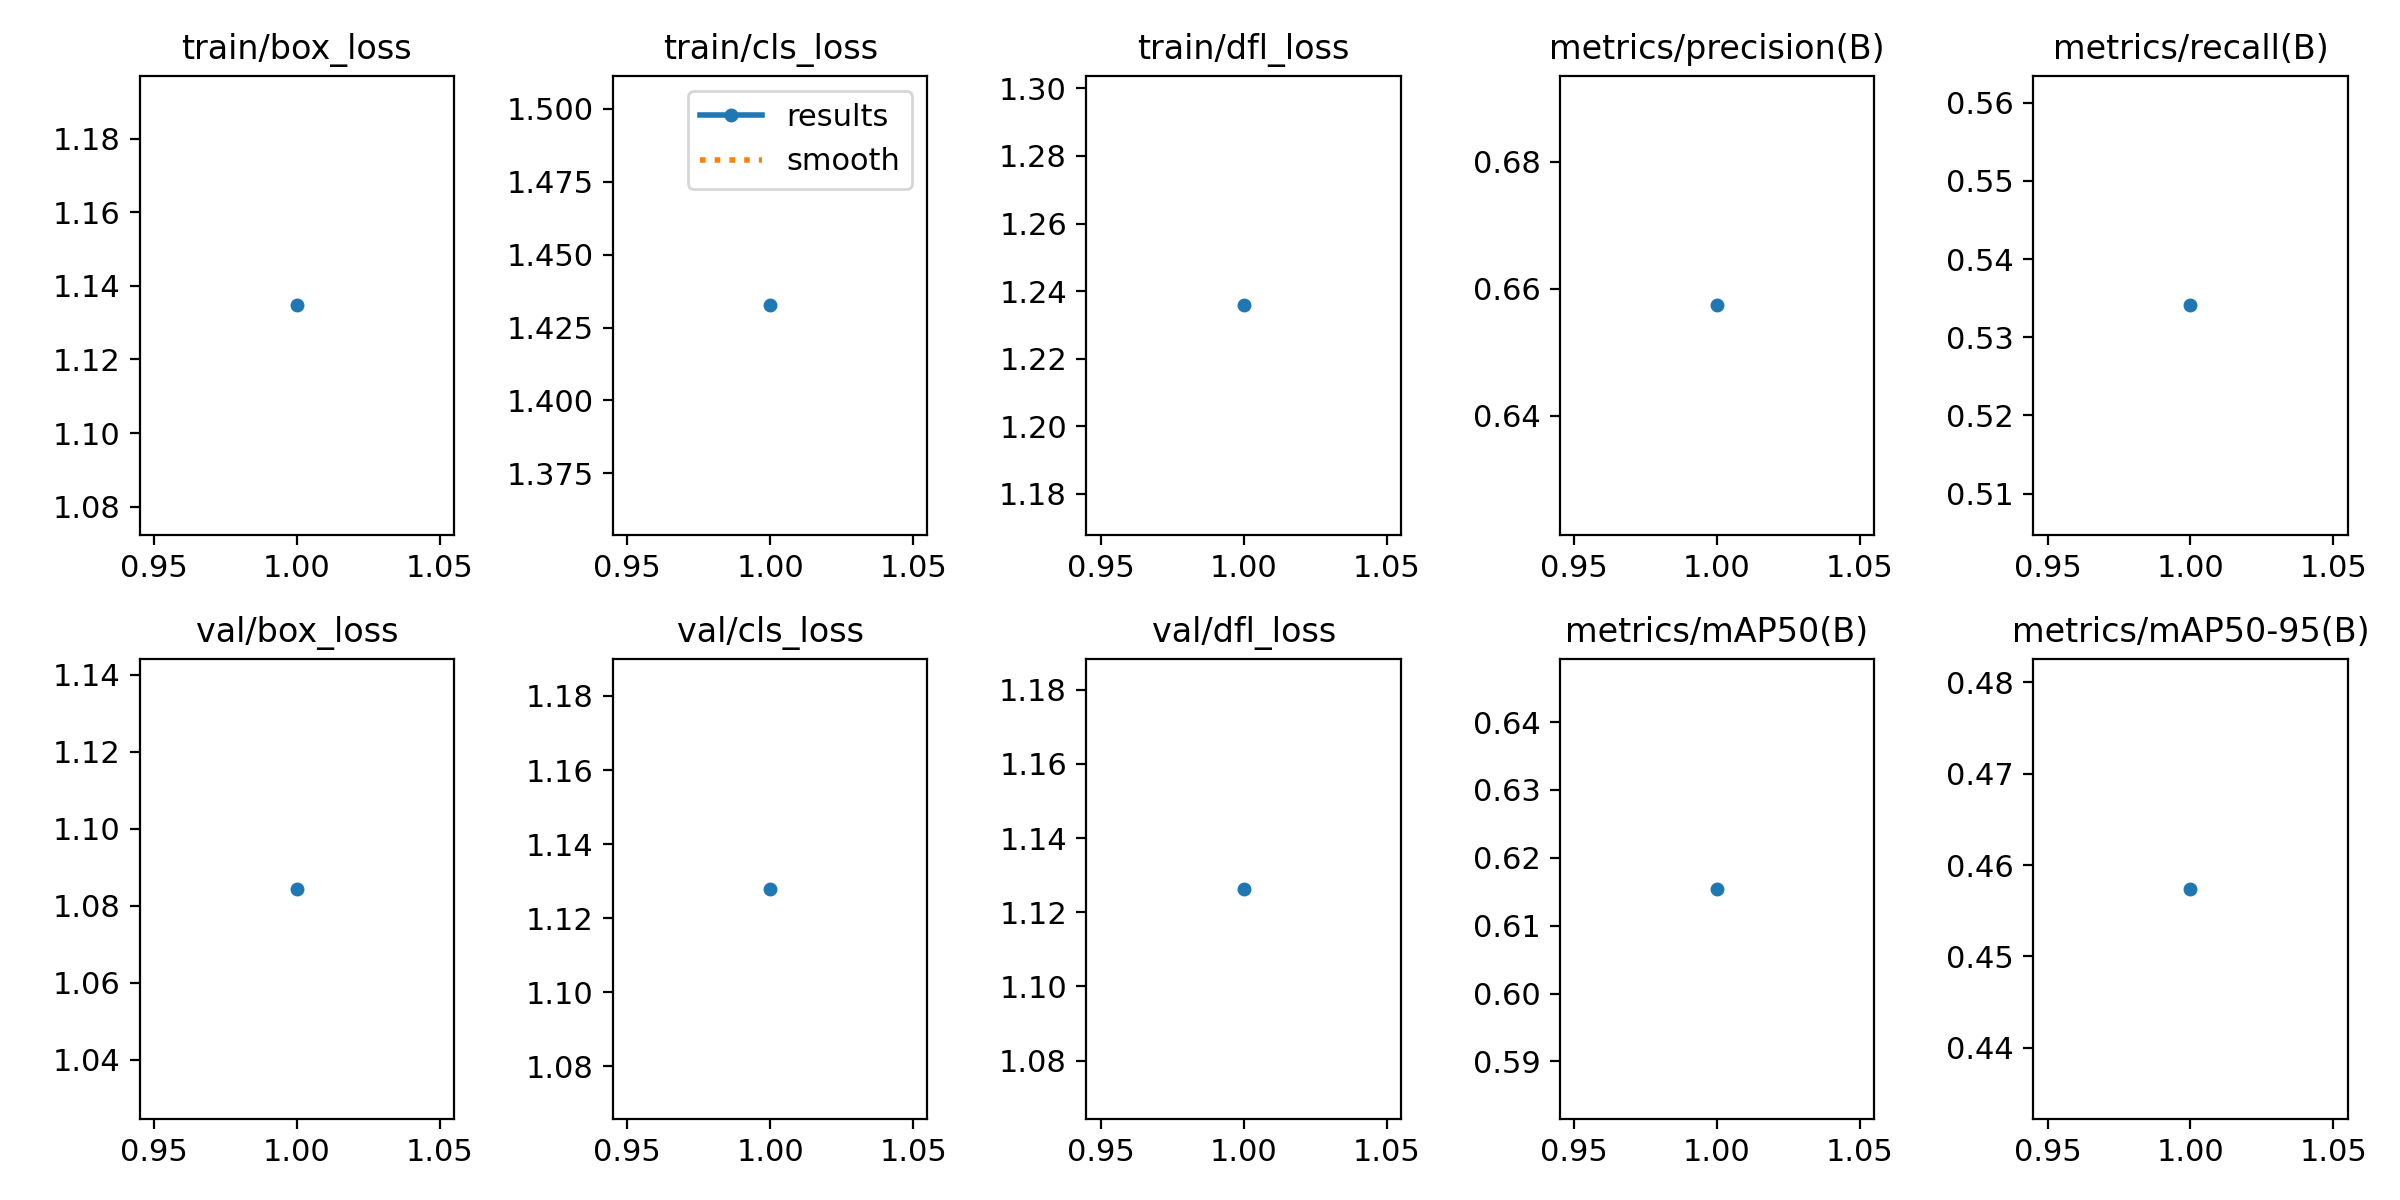 train/box_loss
1.18
1.16
1.14
1.12
1.10
1.08
0.95 1.00 1.05
train/cls_loss
results
smooth
1.500
1.475
1.450
1.425
1.400
1.375
0.95 1.00 1.05
train/dfl_loss
1.30
1.28
1.26
1.24
1.22
1.20
1.18
0.95 1.00 1.05
metrics/precision(B)
0.68
0.66
0.64
0.95 1.00 1.05
metrics/recall(B)
0.56
0.55
0.54
0.53
0.52
0.51
0.95 1.00 1.05
val/box_loss
1.14
1.12
1.10
1.08
1.06
1.04
0.95 1.00 1.05
val/cls_loss
1.18
1.16
1.14
1.12
1.10
1.08
0.95 1.00 1.05
val/dfl_loss
1.18
1.16
1.14
1.12
1.10
1.08
0.95 1.00 1.05
metrics/mAP50(B)
0.64
0.63
0.62
0.61
0.60
0.59
0.95 1.00 1.05
metrics/mAP50-95(B)
0.48
0.47
0.46
0.45
0.44
0.95 1.00 1.05